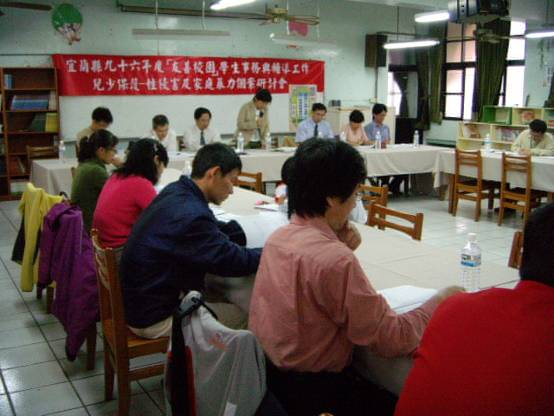 宜蘭縣九十六年度「友善校園」學生事務與輔導工作
兒少保護－性侵害及家庭暴力個案研討會